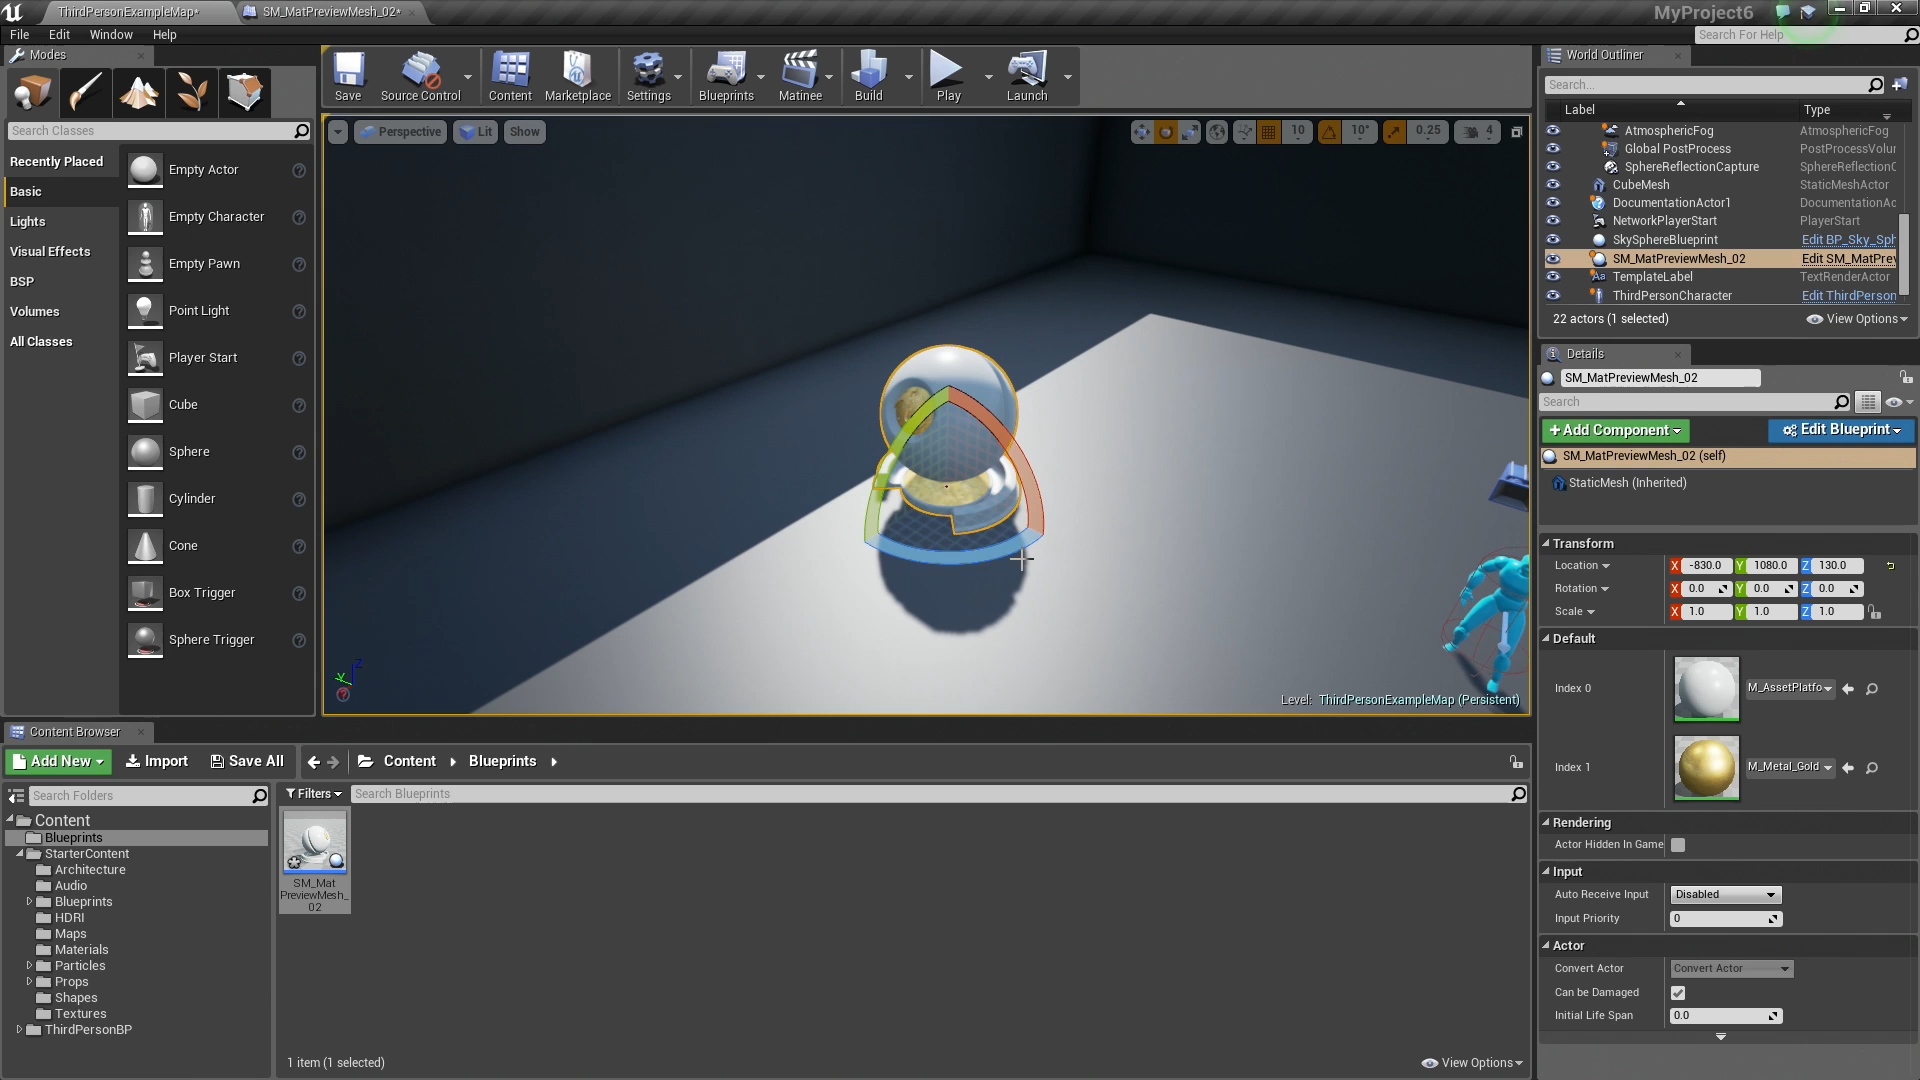 ThirdPersonExampleMap*
SM_MatPreviewMesh_02*
MyProject6
File Edit Window Help
Search For Help
Modes
Save
Source Control
Content
Marketplace
Settings
Blueprints
Matinee
Build
Play
Launch
Search Classes
Recently Placed
Basic
Lights
Visual Effects
BSP
Volumes
All Classes
Empty Actor
Empty Character
Empty Pawn
Point Light
Player Start
Cube
Sphere
Cylinder
Cone
Box Trigger
Sphere Trigger
Perspective Lit Show
10 10° 0.25 4
Level: ThirdPersonExampleMap (Persistent)
World Outliner
Search...
Label Type
AtmosphericFog AtmosphericFog
Global PostProcess PostProcessVolur
SphereReflectionCapture SphereReflectionC
CubeMesh StaticMeshActor
DocumentationActor1 DocumentationAc
NetworkPlayerStart PlayerStart
SkySphereBlueprint Edit BP_Sky_Sph
SM_MatPreviewMesh_02 Edit SM_MatPrev
TemplateLabel TextRenderActor
ThirdPersonCharacter Edit ThirdPerson
22 actors (1 selected) View Options
Details
SM_MatPreviewMesh_02
Search
+Add Component Edit Blueprint
SM_MatPreviewMesh_02 (self)
StaticMesh (Inherited)
Transform
Location X -830.0 Y 1080.0 Z 130.0
Rotation X 0.0 Y 0.0 Z 0.0
Scale X 1.0 Y 1.0 Z 1.0
Default
Index 0 M_AssetPlatfo
Index 1 M_Metal_Gold
Rendering
Actor Hidden In Game
Input
Auto Receive Input Disabled
Input Priority 0
Actor
Convert Actor Convert Actor
Can be Damaged
Initial Life Span 0.0
Content Browser
Add New Import Save All Content Blueprints
Search Folders
Filters Search Blueprints
Content
Blueprints
StarterContent
Architecture
Audio
Blueprints
HDRI
Maps
Materials
Particles
Props
Shapes
Textures
ThirdPersonBP
SM_Mat
PreviewMesh_
02
1 item (1 selected) View Options